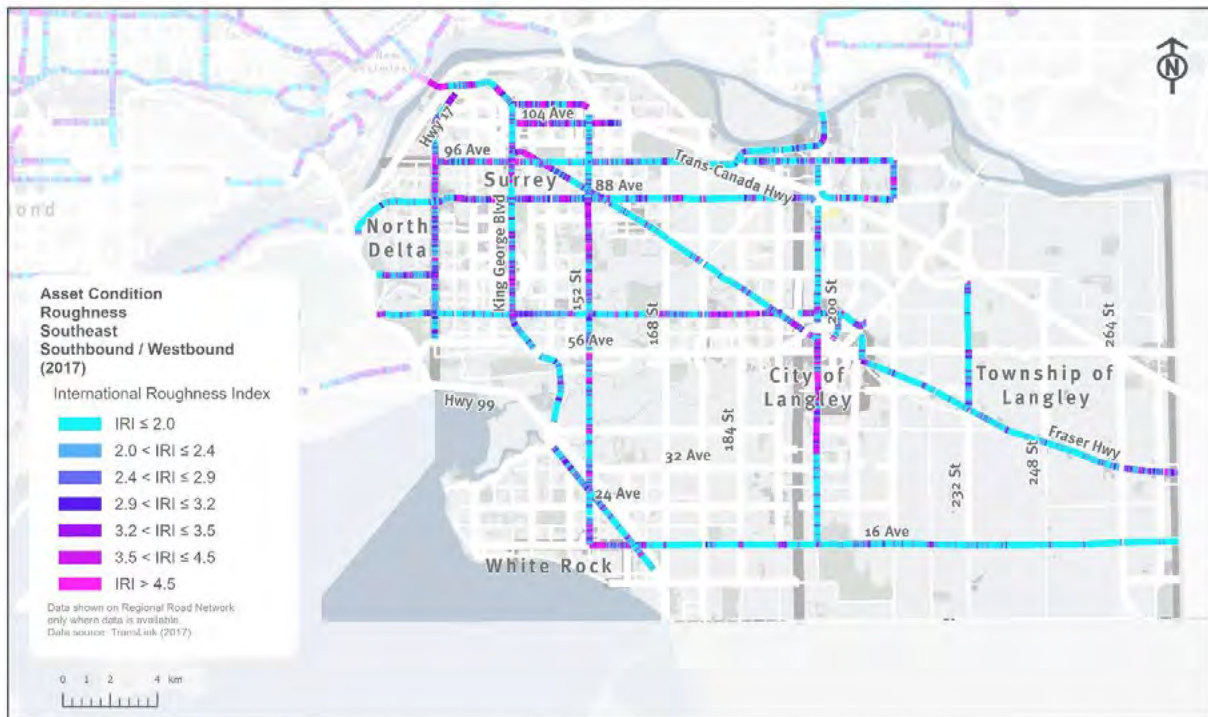 New
Westminster
N
Hwy 17
104 Ave
96 Ave
Trans-Canada Hwy
Surrey
88 Ave
mond
North
Delta
King George Blvd
152 St
168 St
200 St
264 St
56 Ave
City of
Langley
Township of
Langley
Hwy 99
184 St
Fraser Hwy
32 Ave
232 St
248 St
24 Ave
16 Ave
White Rock
Asset Condition
Roughness
Southeast
Southbound / Westbound
(2017)
International Roughness Index
IRI ≤ 2.0
2.0 < IRI ≤ 2.4
2.4 < IRI ≤ 2.9
2.9 < IRI ≤ 3.2
3.2 < IRI ≤ 3.5
3.5 < IRI ≤ 4.5
IRI > 4.5
Data shown on Regional Road Network
only where data is available.
Data source: TransLink (2017)
0 1 2 4 km